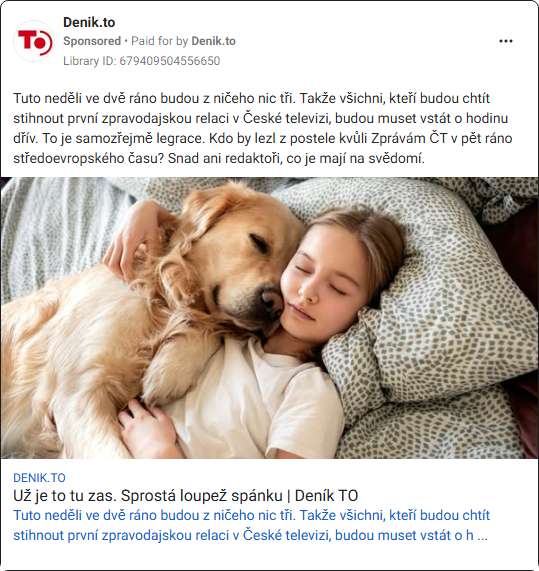 Denik.to
Sponsored • Paid for by Denik.to
Library ID: 679409504556650
TO
Tuto neděli ve dvě ráno budou z ničeho nic tři. Takže všichni, kteří budou chtít
stihnout první zpravodajskou relaci v České televizi, budou muset vstát o hodinu
dřív. To je samozřejmě legrace. Kdo by lezl z postele kvůli Zprávám ČT v pět ráno
středoevropského času? Snad ani redaktoři, co je mají na svědomí.
DENIK.TO
Už je to tu zas. Sprostá loupež spánku | Deník TO
Tuto neděli ve dvě ráno budou z ničeho nic tři. Takže všichni, kteří budou chtít
stihnout první zpravodajskou relaci v České televizi, budou muset vstát o h ...